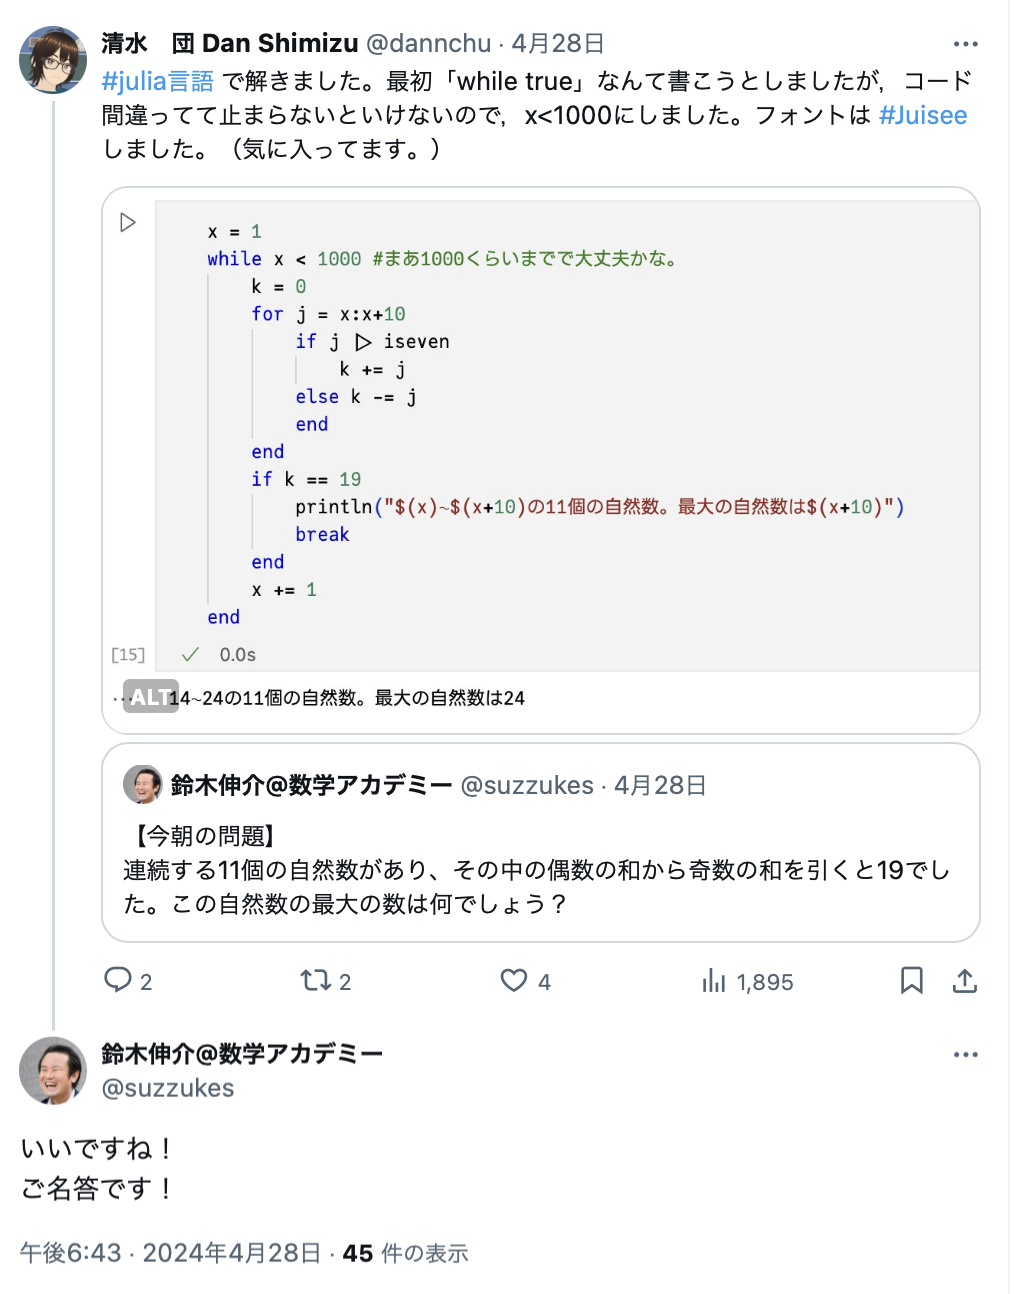 清水　団 Dan Shimizu @dannchu · 4月28日
#julia言語 で解きました。最初「while true」なんて書こうとしましたが，コード
間違ってて止まらないといけないので，x<1000にしました。フォントは #Juisee
しました。（気に入ってます。）
x = 1
while x < 1000 #まあ1000くらいまでで大丈夫かな。
k = 0
for j = x:x+10
if j ▷ iseven
k += j
else k -= j
end
end
if k == 19
println("$(x)~$(x+10)の11個の自然数。最大の自然数は$(x+10)")
break
end
x += 1
end
[15] ✓ 0.0s
ALT 14~24の11個の自然数。最大の自然数は24
鈴木伸介@数学アカデミー @suzzukes · 4月28日
【今朝の問題】
連続する11個の自然数があり、その中の偶数の和から奇数の和を引くと19でし
た。この自然数の最大の数は何でしょう？
2 2 4 1,895
鈴木伸介@数学アカデミー
@suzzukes
いいですね！
ご名答です！
午後6:43 · 2024年4月28日 · 45 件の表示